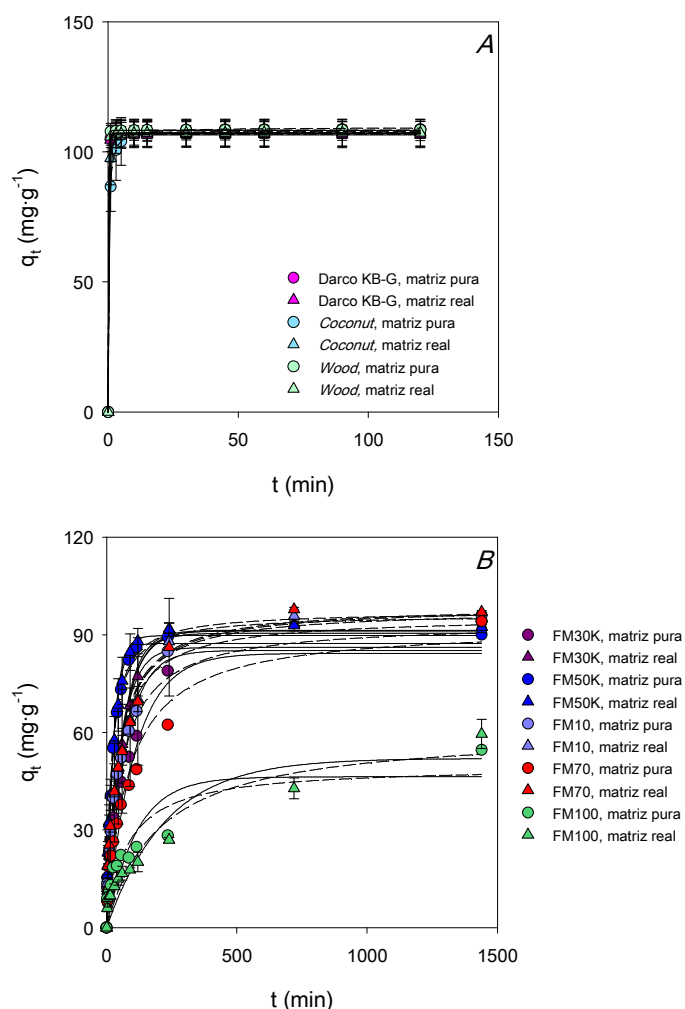 150
A
100
qt (mg·g-1)
50
Darco KB-G, matriz pura
Darco KB-G, matriz real
Coconut, matriz pura
Coconut, matriz real
Wood, matriz pura
Wood, matriz real
0
0 50 100 150
t (min)
120
B
90
qt (mg·g-1)
60
30
0
FM30K, matriz pura
FM30K, matriz real
FM50K, matriz pura
FM50K, matriz real
FM10, matriz pura
FM10, matriz real
FM70, matriz pura
FM70, matriz real
FM100, matriz pura
FM100, matriz real
0 500 1000 1500
t (min)